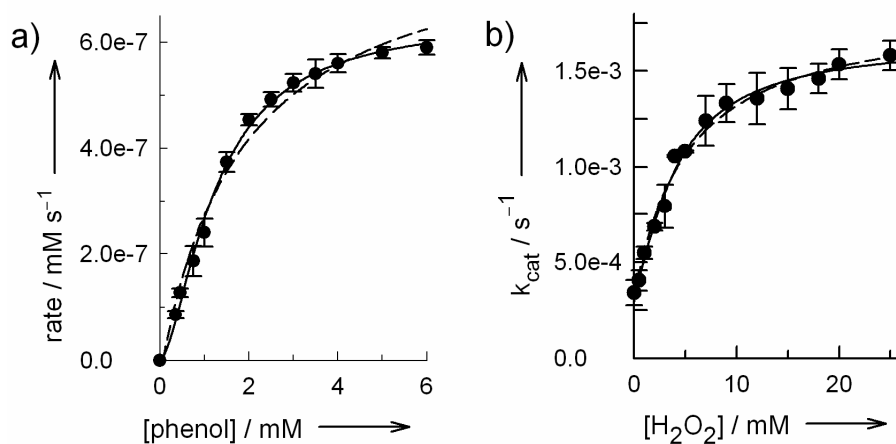 a)
6.0e-7
4.0e-7
2.0e-7
0.0
rate / mM s⁻¹
0 2 4 6
[phenol] / mM
b)
1.5e-3
1.0e-3
5.0e-4
0.0
k_cat / s⁻¹
0 10 20
[H₂O₂] / mM